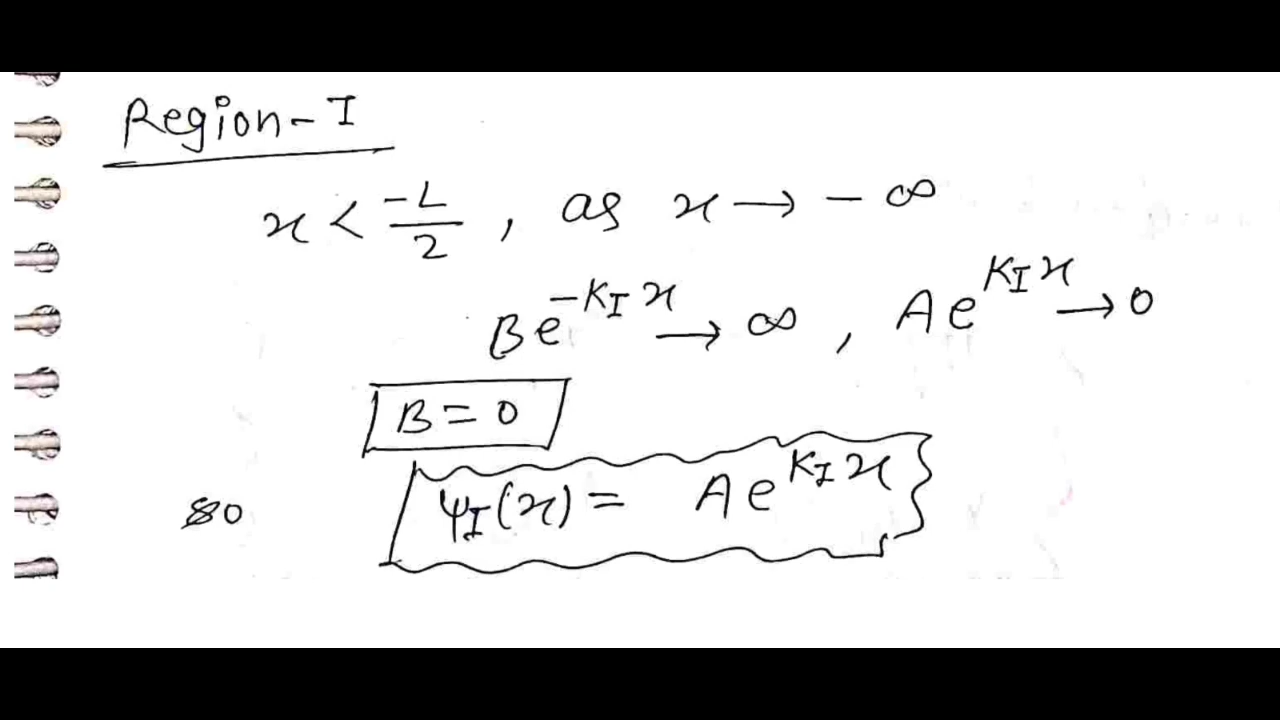 Region-I
x < -L/2 , as x → -∞
Be^{-K_I x} → ∞ , Ae^{K_I x} → 0
B = 0
so ψ_I(x) = Ae^{K_I x}